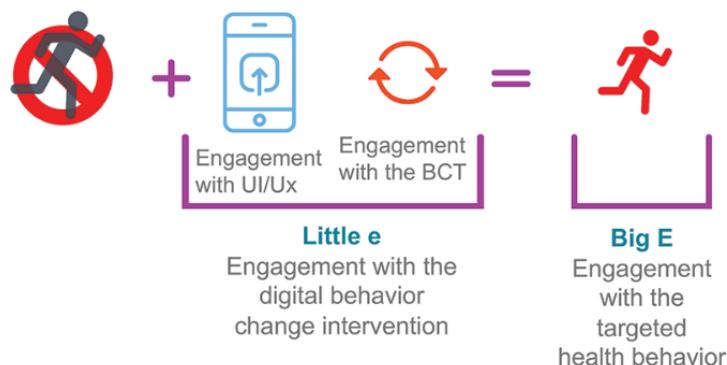 Engagement
with UI/Ux
Engagement
with the BCT
Little e
Engagement with the
digital behavior
change intervention
Big E
Engagement
with the
targeted
health behavior